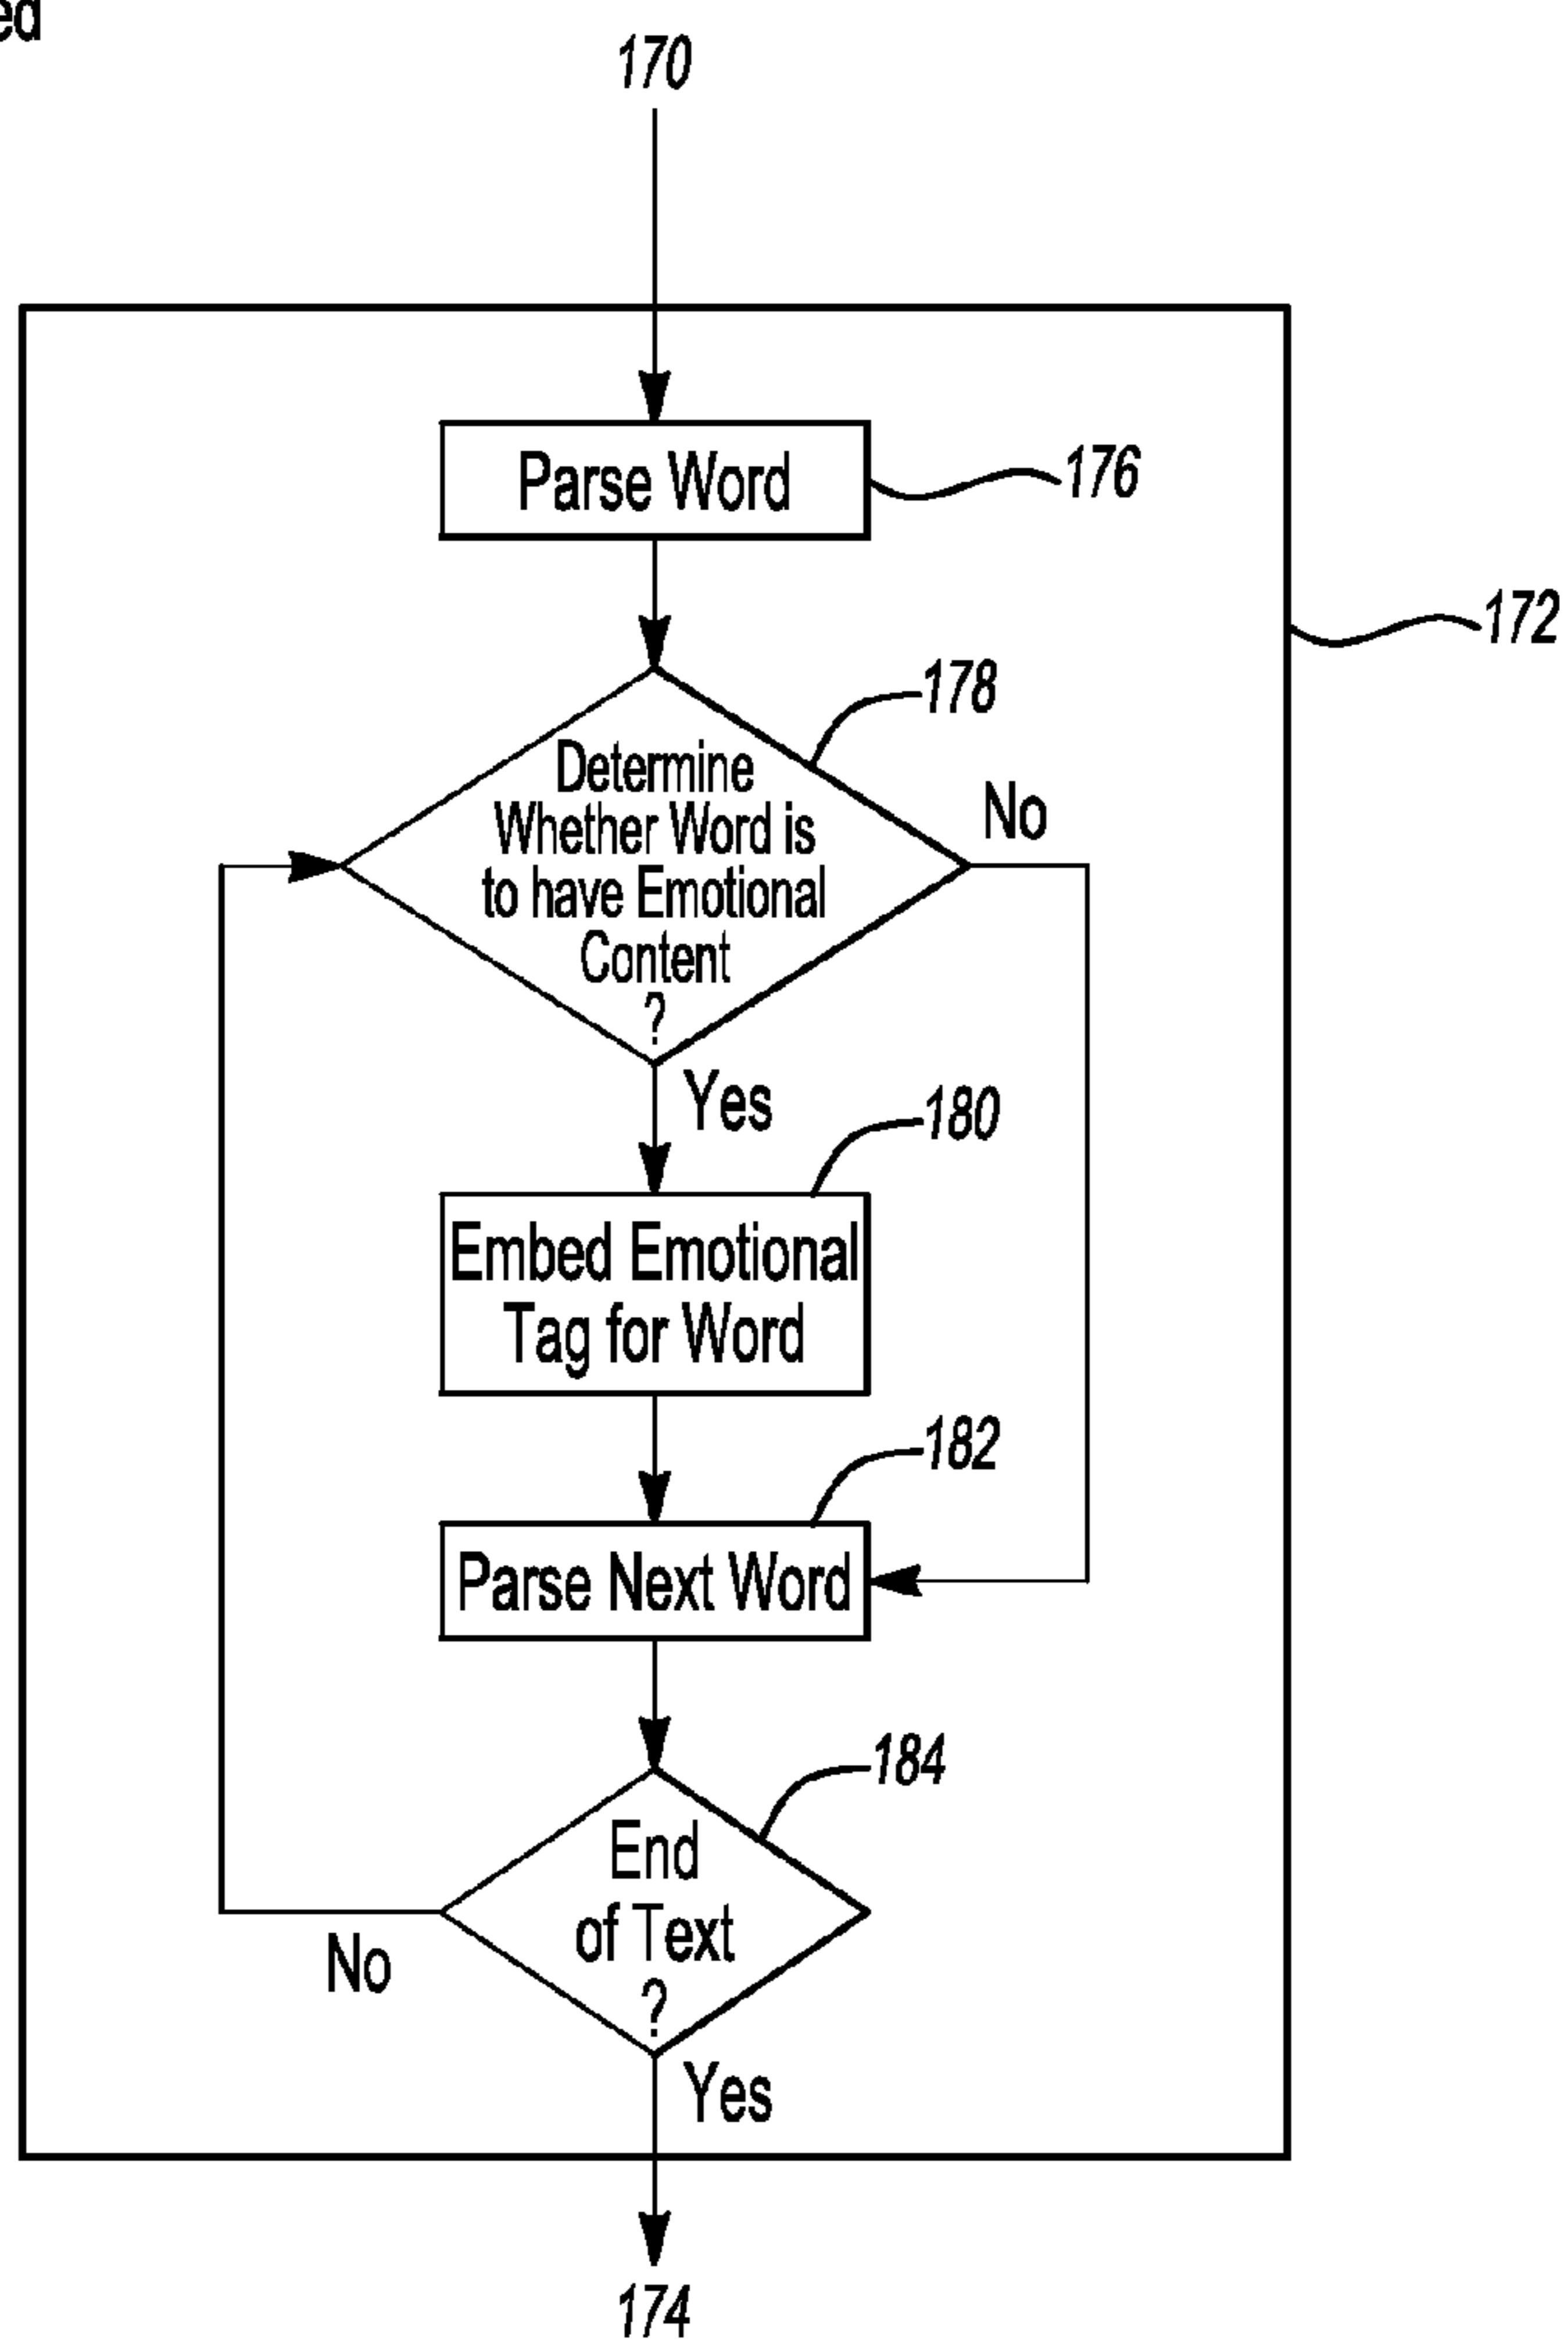 ed
170
Parse Word
176
172
178
Determine
Whether Word is
to have Emotional
Content
?
No
Yes
180
Embed Emotional
Tag for Word
182
Parse Next Word
184
End
of Text
?
No
Yes
174